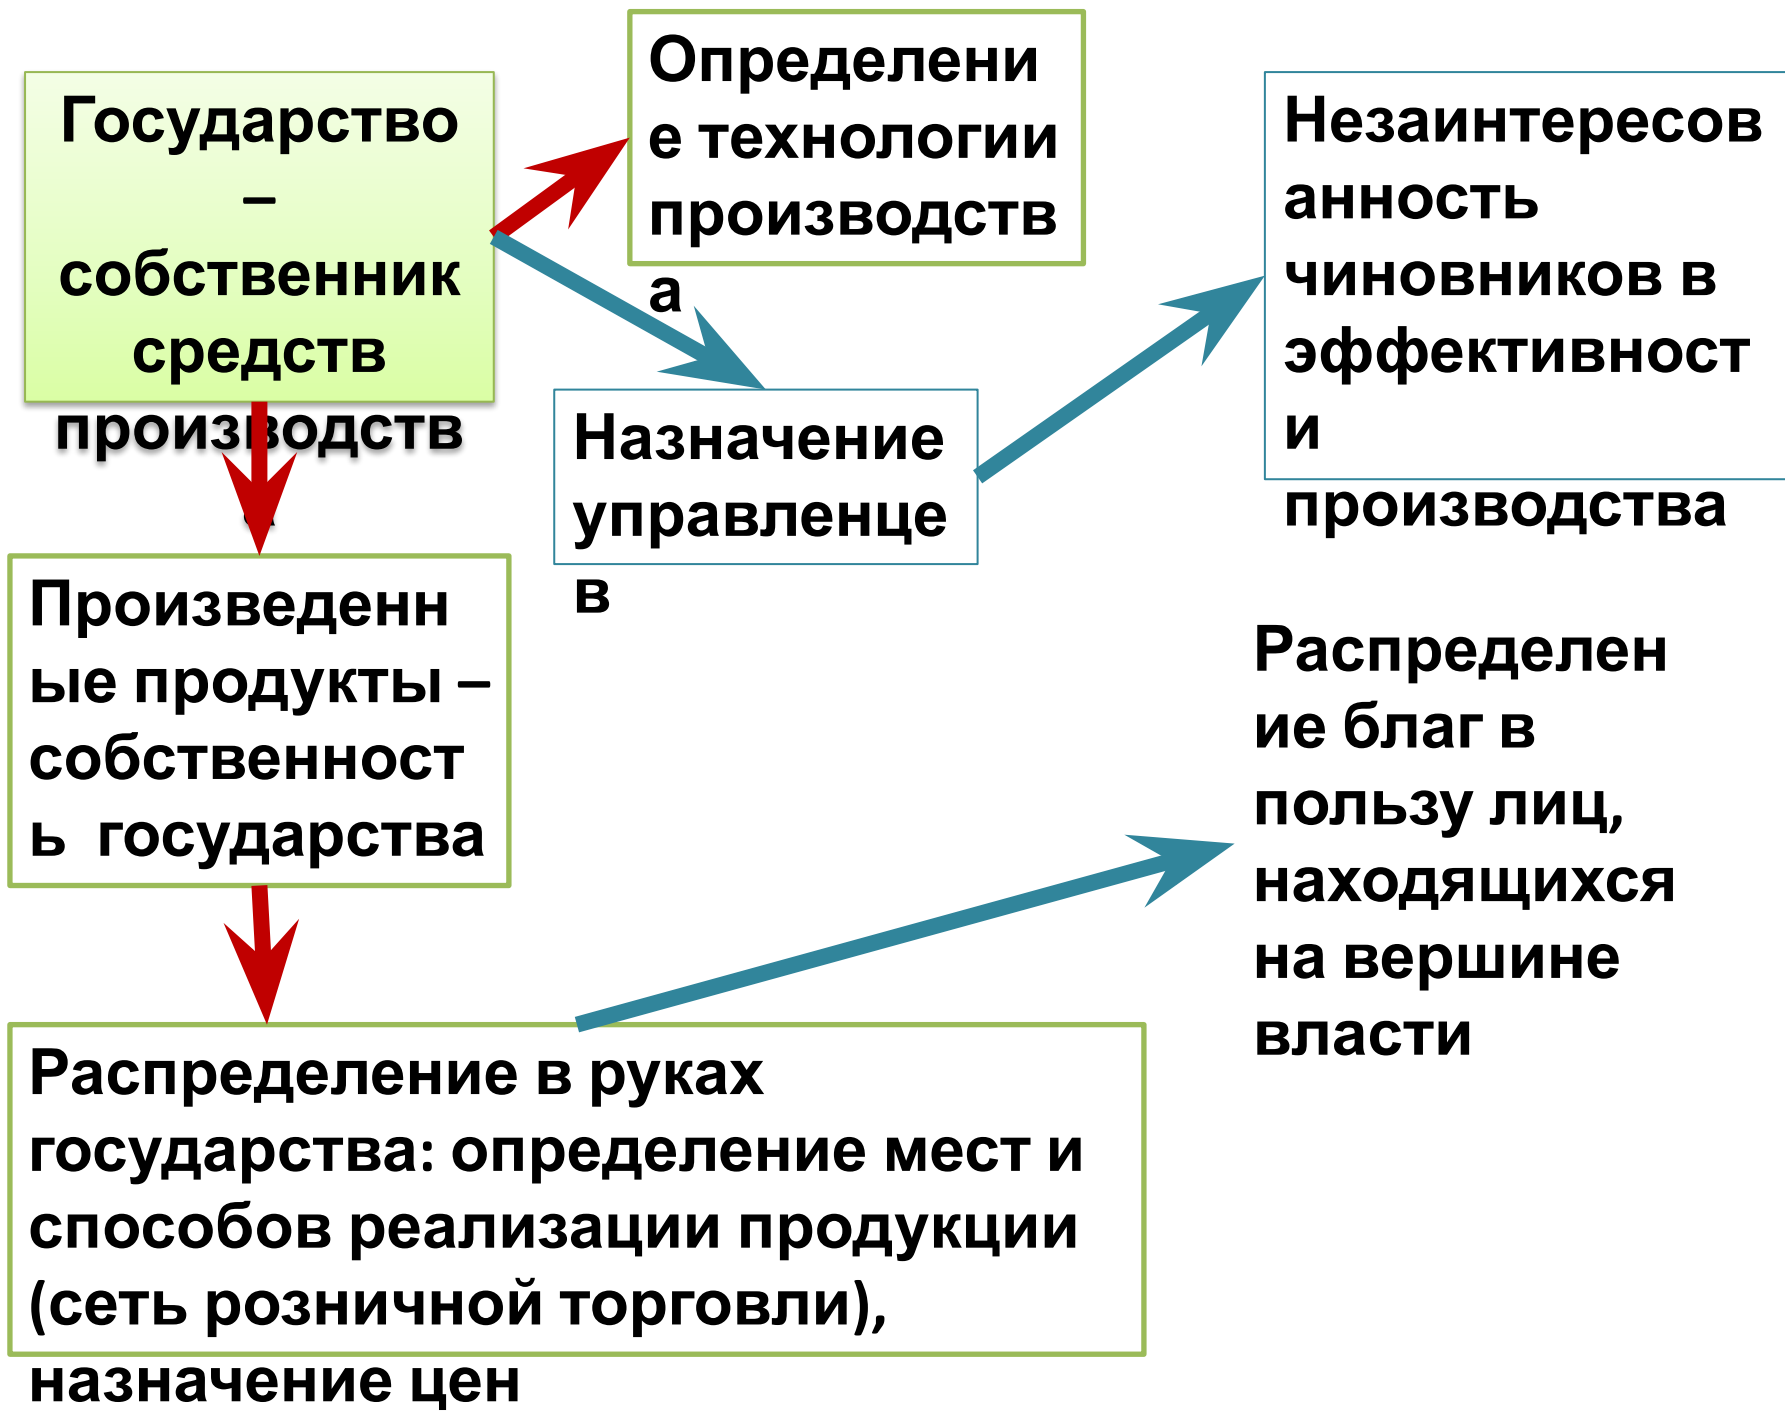 Государство
–
собственник
средств
производств
а
Определени
е технологии
производств
а
Незаинтересов
анность
чиновников в
эффективност
и
производства
Назначение
управленце
в
Произведенн
ые продукты –
собственност
ь государства
Распределен
ие благ в
пользу лиц,
находящихся
на вершине
власти
Распределение в руках
государства: определение мест и
способов реализации продукции
(сеть розничной торговли),
назначение цен